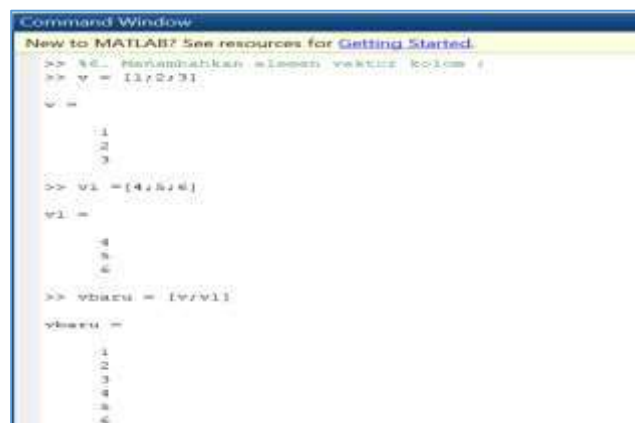 Command Window
New to MATLAB? See resources for Getting Started.
>> %6. Menambahkan elemen vektor kolom :
>> v = [1;2;3]
v =
1
2
3
>> v1 =[4;5;6]
v1 =
4
5
6
>> vbaru = [v;v1]
vbaru =
1
2
3
4
5
6